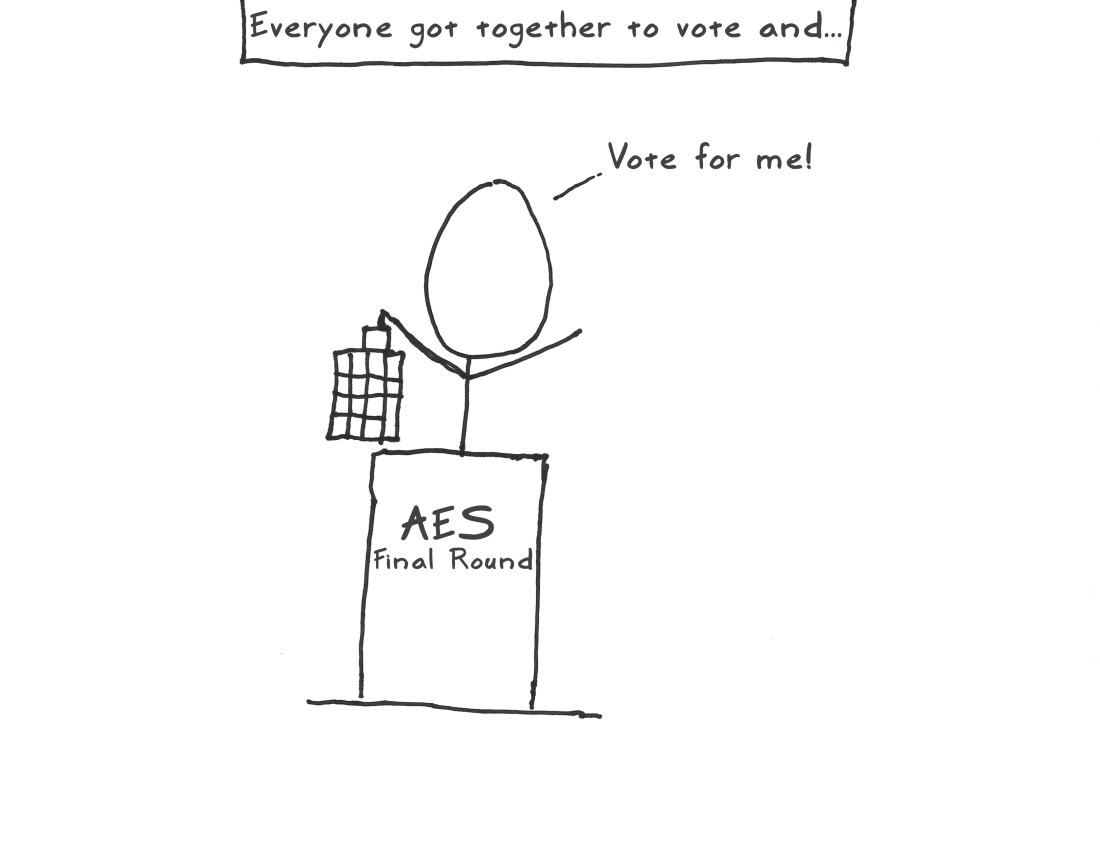 Everyone got together to vote and...
Vote for me!
AES
Final Round